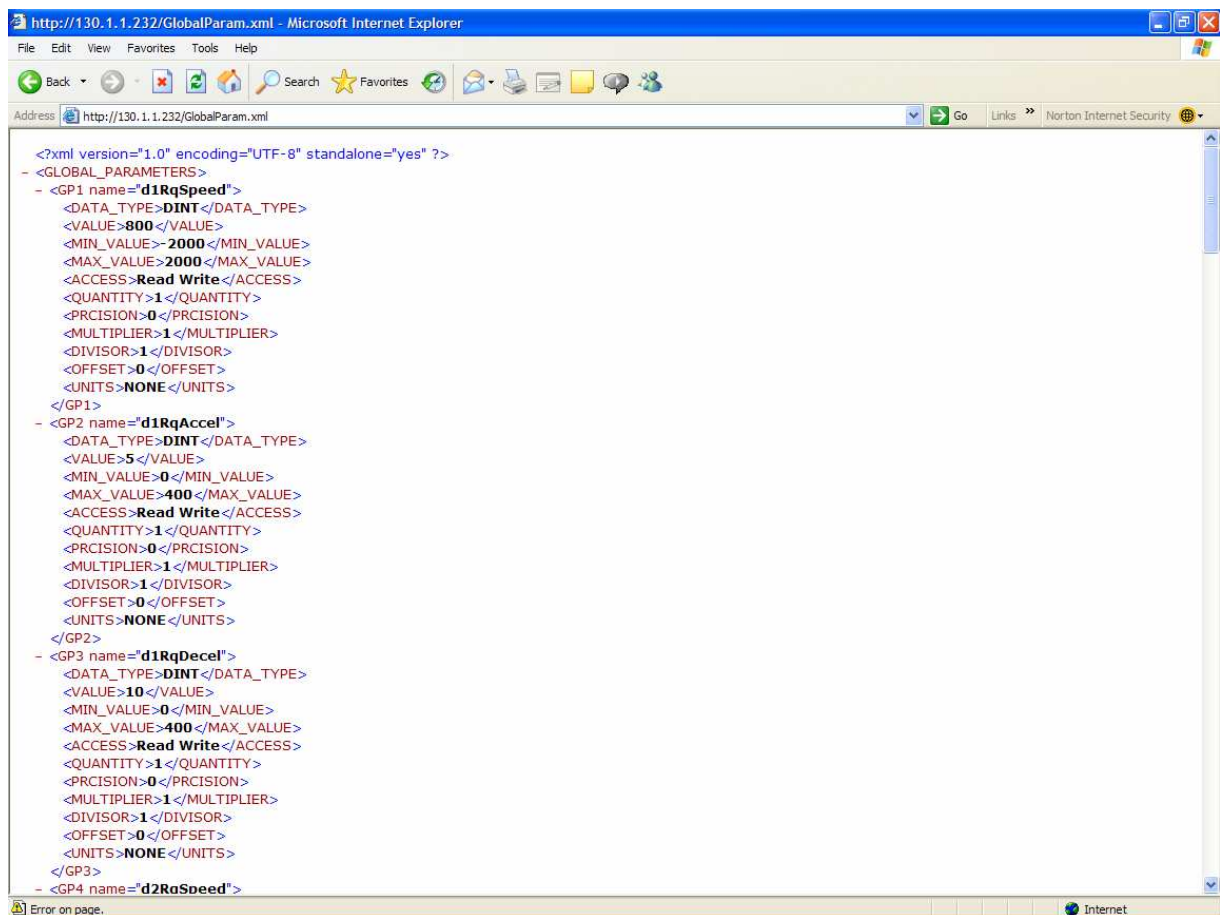 http://130.1.1.232/GlobalParam.xml - Microsoft Internet Explorer
File Edit View Favorites Tools Help
Back Search Favorites
Address http://130.1.1.232/GlobalParam.xml Go Links » Norton Internet Security
<?xml version="1.0" encoding="UTF-8" standalone="yes" ?>
- <GLOBAL_PARAMETERS>
- <GP1 name="d1RqSpeed">
<DATA_TYPE>DINT</DATA_TYPE>
<VALUE>800</VALUE>
<MIN_VALUE>-2000</MIN_VALUE>
<MAX_VALUE>2000</MAX_VALUE>
<ACCESS>Read Write</ACCESS>
<QUANTITY>1</QUANTITY>
<PRCISION>0</PRCISION>
<MULTIPLIER>1</MULTIPLIER>
<DIVISOR>1</DIVISOR>
<OFFSET>0</OFFSET>
<UNITS>NONE</UNITS>
</GP1>
- <GP2 name="d1RqAccel">
<DATA_TYPE>DINT</DATA_TYPE>
<VALUE>5</VALUE>
<MIN_VALUE>0</MIN_VALUE>
<MAX_VALUE>400</MAX_VALUE>
<ACCESS>Read Write</ACCESS>
<QUANTITY>1</QUANTITY>
<PRCISION>0</PRCISION>
<MULTIPLIER>1</MULTIPLIER>
<DIVISOR>1</DIVISOR>
<OFFSET>0</OFFSET>
<UNITS>NONE</UNITS>
</GP2>
- <GP3 name="d1RqDecel">
<DATA_TYPE>DINT</DATA_TYPE>
<VALUE>10</VALUE>
<MIN_VALUE>0</MIN_VALUE>
<MAX_VALUE>400</MAX_VALUE>
<ACCESS>Read Write</ACCESS>
<QUANTITY>1</QUANTITY>
<PRCISION>0</PRCISION>
<MULTIPLIER>1</MULTIPLIER>
<DIVISOR>1</DIVISOR>
<OFFSET>0</OFFSET>
<UNITS>NONE</UNITS>
</GP3>
- <GP4 name="d2RqSpeed">
Error on page. Internet